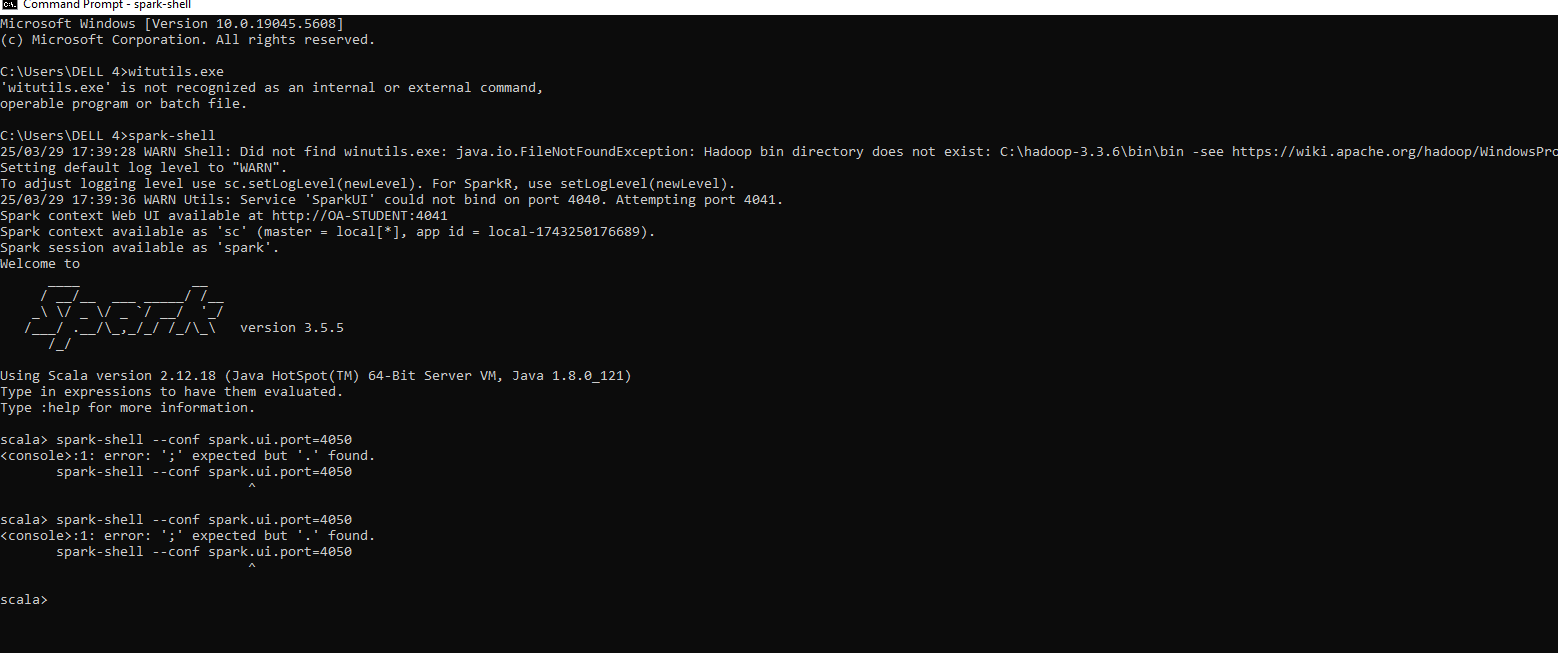 Command Prompt - spark-shell
Microsoft Windows [Version 10.0.19045.5608]
(c) Microsoft Corporation. All rights reserved.
C:\Users\DELL 4>witutils.exe
'witutils.exe' is not recognized as an internal or external command,
operable program or batch file.
C:\Users\DELL 4>spark-shell
25/03/29 17:39:28 WARN Shell: Did not find winutils.exe: java.io.FileNotFoundException: Hadoop bin directory does not exist: C:\hadoop-3.3.6\bin\bin -see https://wiki.apache.org/hadoop/WindowsPro
Setting default log level to "WARN".
To adjust logging level use sc.setLogLevel(newLevel). For SparkR, use setLogLevel(newLevel).
25/03/29 17:39:36 WARN Utils: Service 'SparkUI' could not bind on port 4040. Attempting port 4041.
Spark context Web UI available at http://OA-STUDENT:4041
Spark context available as 'sc' (master = local[*], app id = local-1743250176689).
Spark session available as 'spark'.
Welcome to
      ____              __
     / __/__  ___ _____/ /__
    _\ \/ _ \/ _ `/ __/  '_/
   /___/ .__/\_,_/_/ /_/\_\   version 3.5.5
      /_/
Using Scala version 2.12.18 (Java HotSpot(TM) 64-Bit Server VM, Java 1.8.0_121)
Type in expressions to have them evaluated.
Type :help for more information.
scala> spark-shell --conf spark.ui.port=4050
<console>:1: error: ';' expected but '.' found.
       spark-shell --conf spark.ui.port=4050
                               ^
scala> spark-shell --conf spark.ui.port=4050
<console>:1: error: ';' expected but '.' found.
       spark-shell --conf spark.ui.port=4050
                               ^
scala>